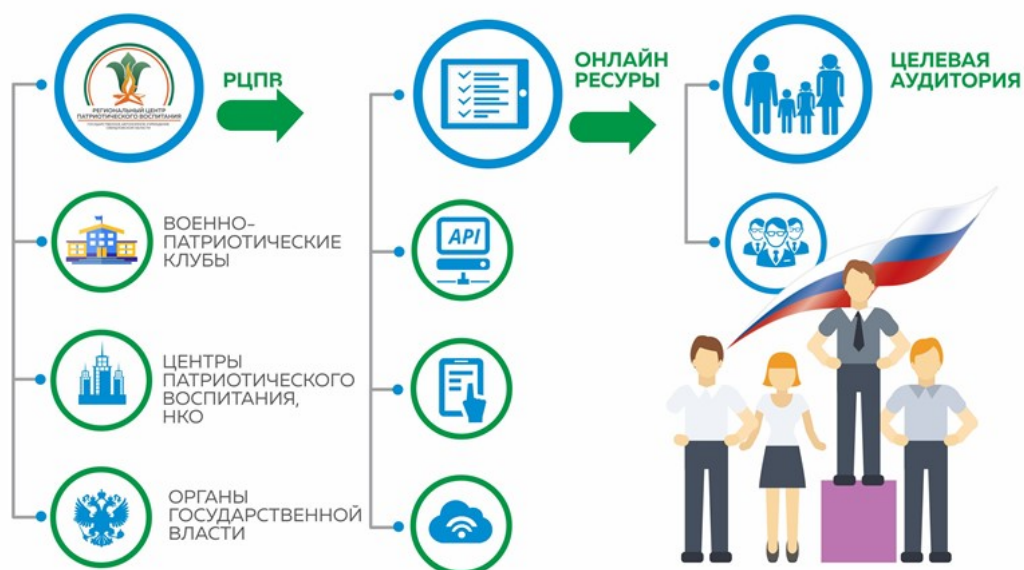 РЕГИОНАЛЬНЫЙ ЦЕНТР
ПАТРИОТИЧЕСКОГО ВОСПИТАНИЯ
РЦПВ
ВОЕННО-
ПАТРИОТИЧЕСКИЕ
КЛУБЫ
ЦЕНТРЫ
ПАТРИОТИЧЕСКОГО
ВОСПИТАНИЯ,
НКО
ОРГАНЫ
ГОСУДАРСТВЕННОЙ
ВЛАСТИ
ОНЛАЙН
РЕСУРЫ
API
ЦЕЛЕВАЯ
АУДИТОРИЯ